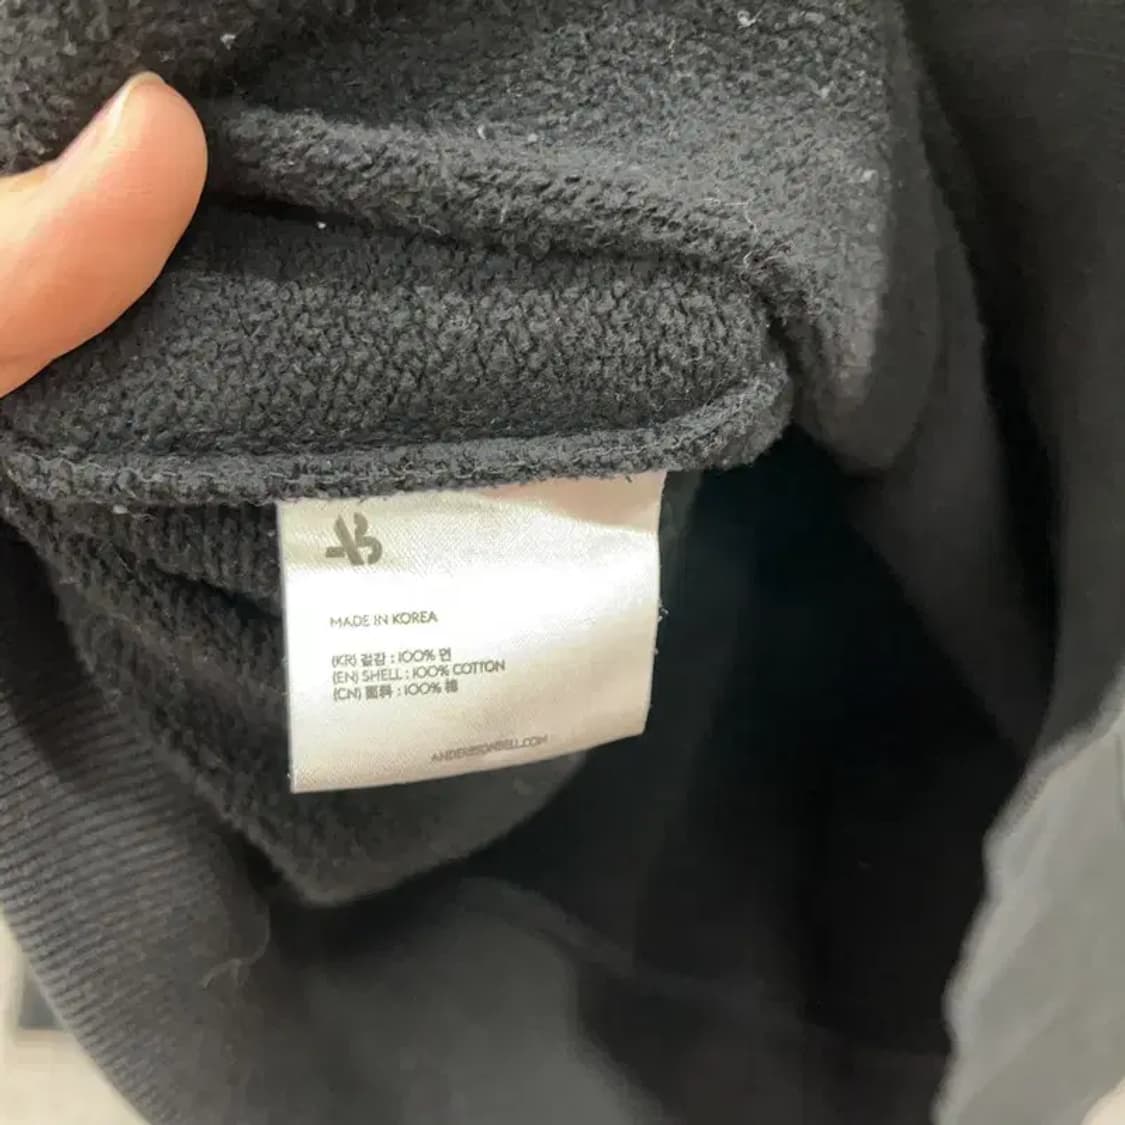 MADE IN KOREA
(KR) 겉감 : 100% 면
(EN) SHELL : 100% COTTON
(CN) 面料 : 100% 棉
ANDERSSONBELL.COM